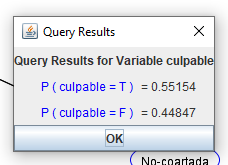 Query Results
Query Results for Variable culpable
P ( culpable = T ) = 0.55154
P ( culpable = F ) = 0.44847
OK
No-coartada